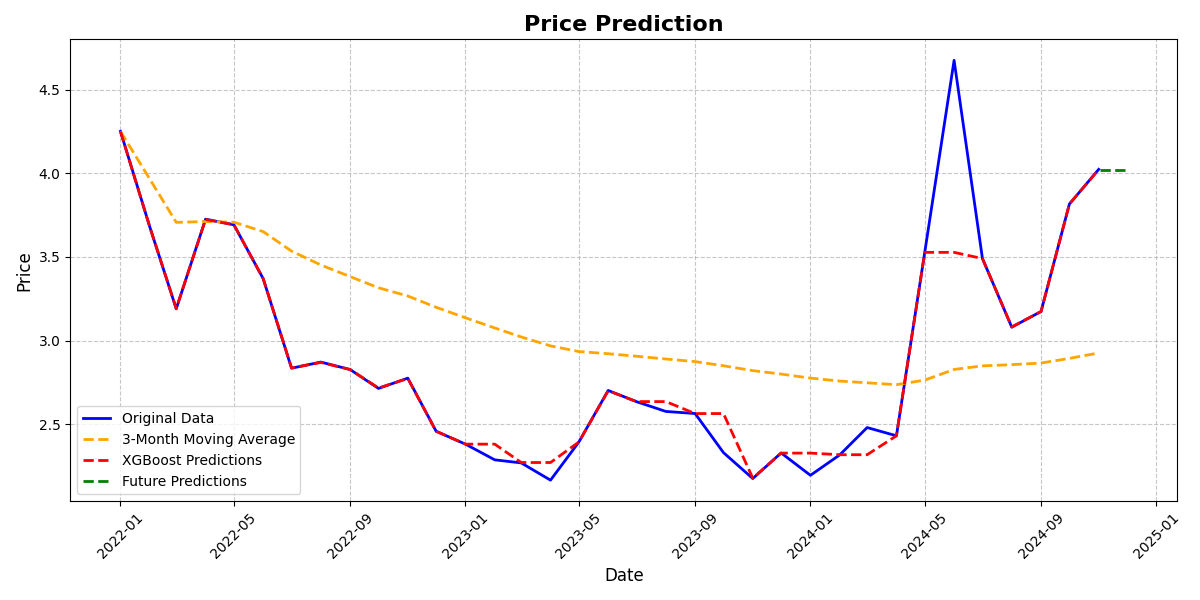 Price Prediction
Price
4.5
4.0
3.5
3.0
2.5
Original Data
3-Month Moving Average
XGBoost Predictions
Future Predictions
2022-01
2022-05
2022-09
2023-01
2023-05
2023-09
2024-01
2024-05
2024-09
2025-01
Date